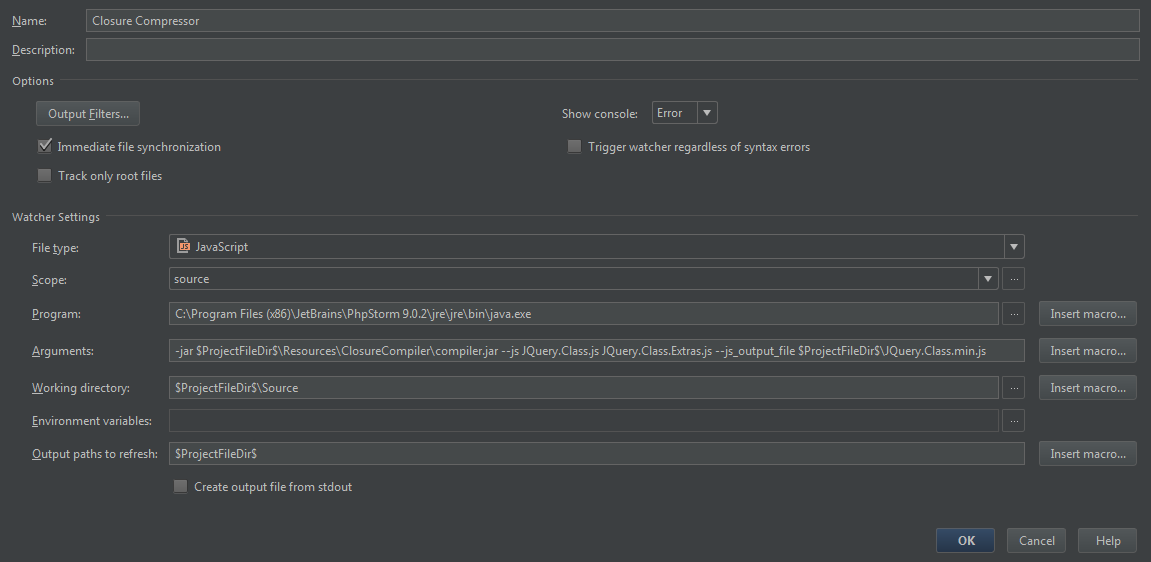 Name: Closure Compressor
Description:
Options
Output Filters... Show console: Error
Immediate file synchronization Trigger watcher regardless of syntax errors
Track only root files
Watcher Settings
File type: JS JavaScript
Scope: source ...
Program: C:\Program Files (x86)\JetBrains\PhpStorm 9.0.2\jre\jre\bin\java.exe ... Insert macro...
Arguments: -jar $ProjectFileDir$\Resources\ClosureCompiler\compiler.jar --js JQuery.Class.js JQuery.Class.Extras.js --js_output_file $ProjectFileDir$\JQuery.Class.min.js Insert macro...
Working directory: $ProjectFileDir$\Source ... Insert macro...
Environment variables: ...
Output paths to refresh: $ProjectFileDir$ Insert macro...
Create output file from stdout
OK Cancel Help